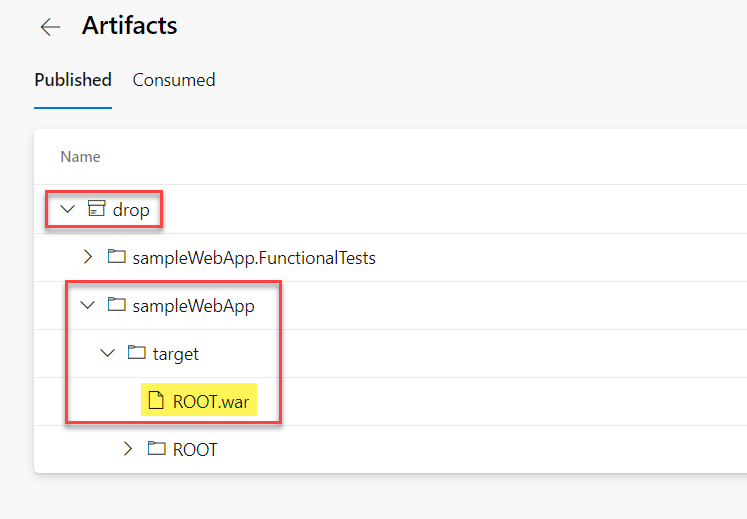 Artifacts
Published Consumed
Name
drop
sampleWebApp.FunctionalTests
sampleWebApp
target
ROOT.war
ROOT